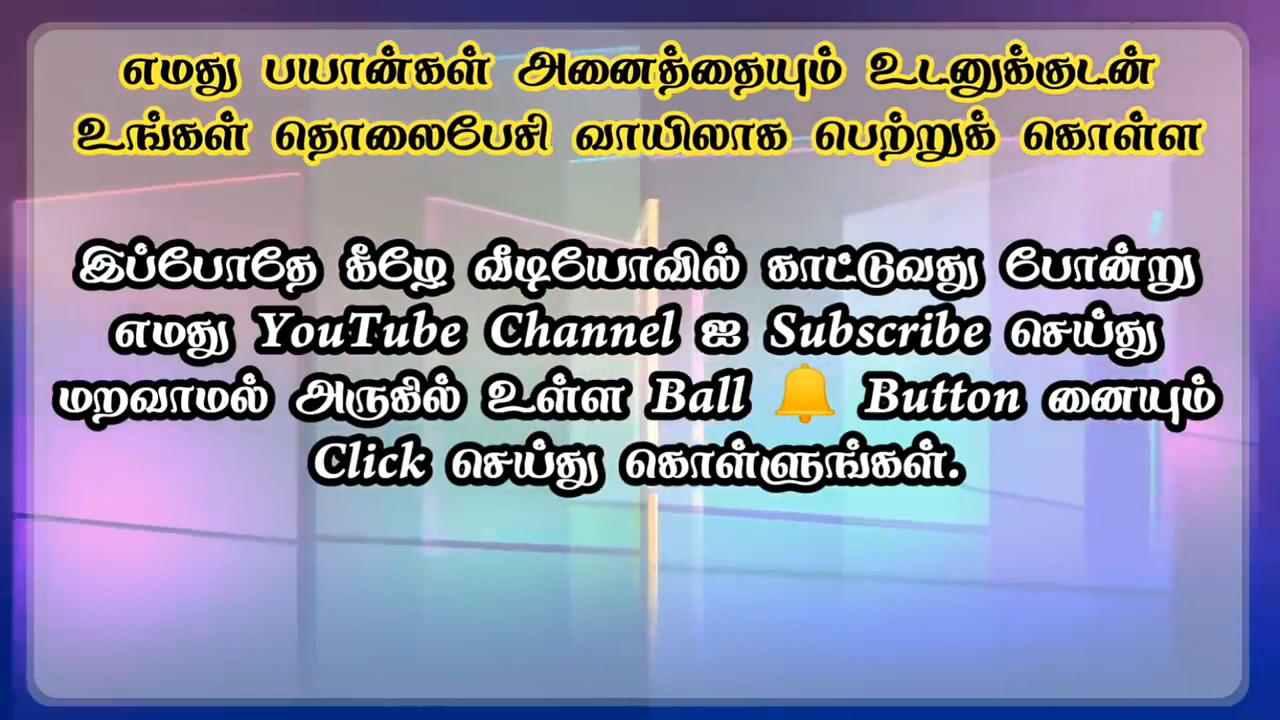 எமது பயான்கள் அனைத்தையும் உடனுக்குடன்
உங்கள் தொலைபேசி வாயிலாக பெற்றுக் கொள்ள
இப்போதே கீழே வீடியோவில் காட்டுவது போன்று
எமது YouTube Channel ஐ Subscribe செய்து
மறவாமல் அருகில் உள்ள Ball 🔔 Button னையும்
Click செய்து கொள்ளுங்கள்.